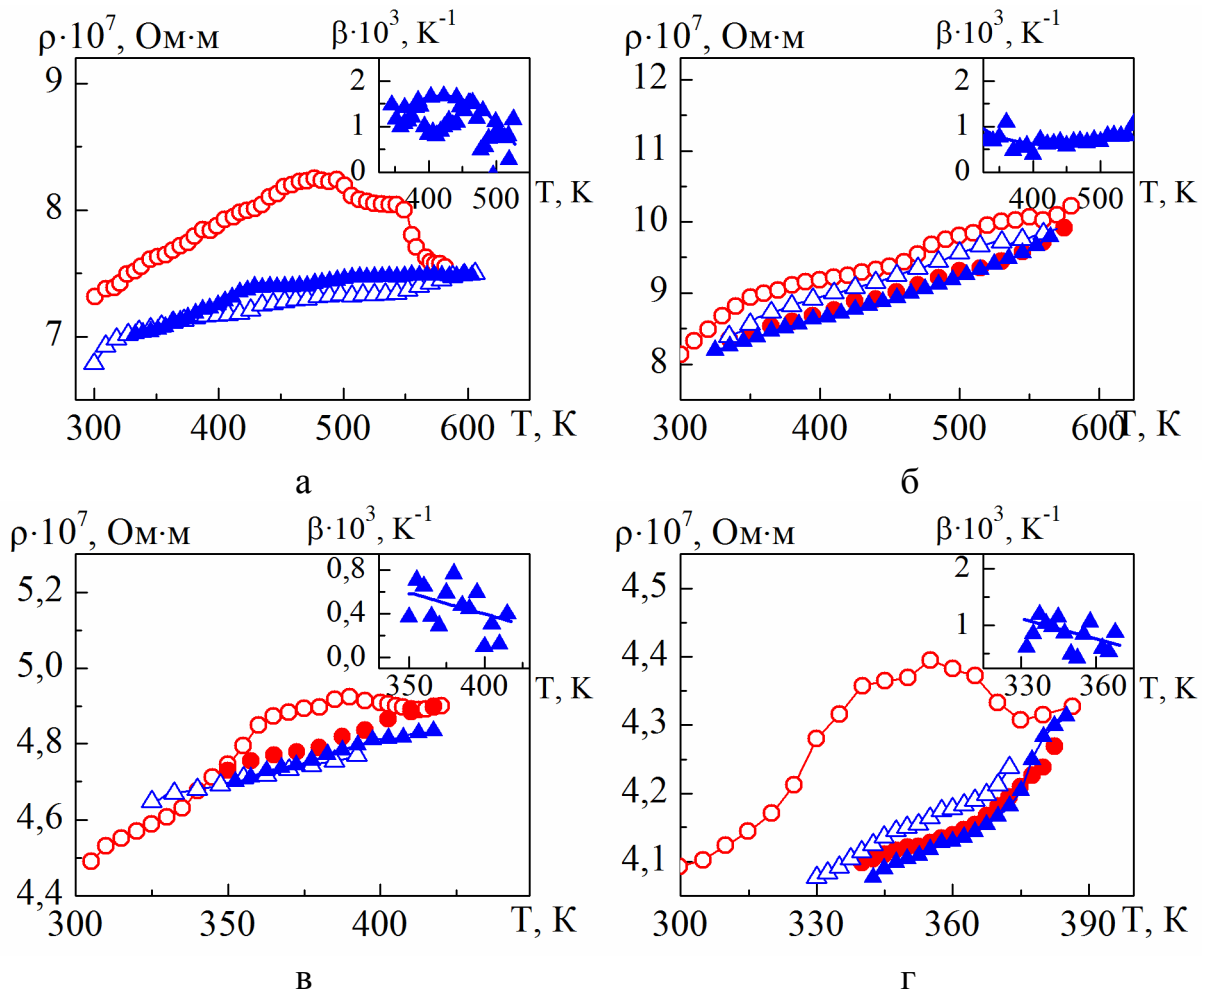 ρ·10⁷, Ом·м β·10³, K⁻¹
9
8
7
2
1
0
400 500 T, K
300 400 500 600 T, K
а
ρ·10⁷, Ом·м β·10³, K⁻¹
12
11
10
9
8
2
1
0
400 500 T, K
300 400 500 600 T, K
б
ρ·10⁷, Ом·м β·10³, K⁻¹
5,2
5,0
4,8
4,6
4,4
0,8
0,4
0,0
350 400 T, K
300 350 400 T, K
в
ρ·10⁷, Ом·м β·10³, K⁻¹
4,5
4,4
4,3
4,2
4,1
2
1
330 360 T, K
300 330 360 390 T, K
г